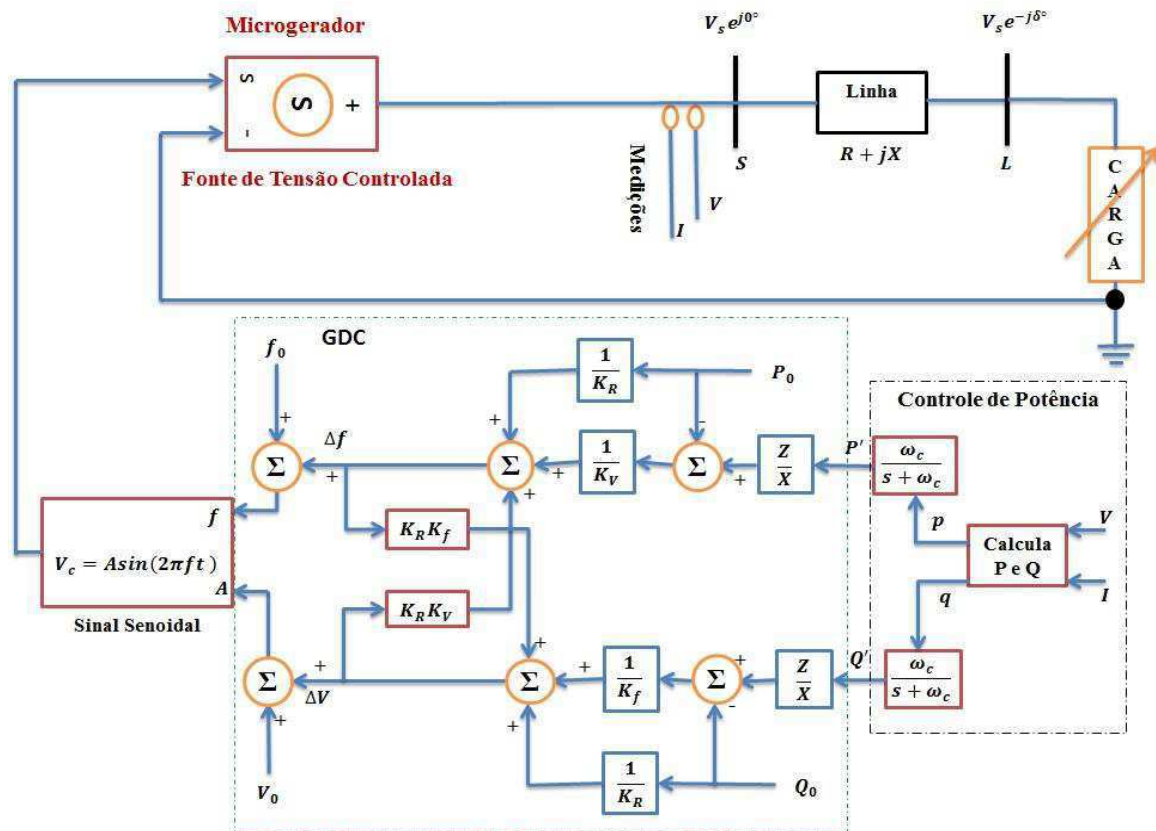 Microgerador
S
-
S
+
Fonte de Tensão Controlada
Medições
I
V
V_s e^{j0°}
S
Linha
R + jX
V_s e^{-jδ°}
L
CARGA
GDC
f_0
+
Σ
Δf
+
1/K_R
P_0
+
Σ
+
1/K_V
-
Σ
+
Z/X
P'
+
K_R K_f
K_R K_V
f
V_c = Asin(2πft)
A
Sinal Senoidal
Σ
+
ΔV
+
V_0
+
Σ
+
1/K_f
+
Σ
-
Z/X
Q'
+
1/K_R
Q_0
Controle de Potência
ω_c/(s + ω_c)
p
Calcula
P e Q
V
I
q
ω_c/(s + ω_c)